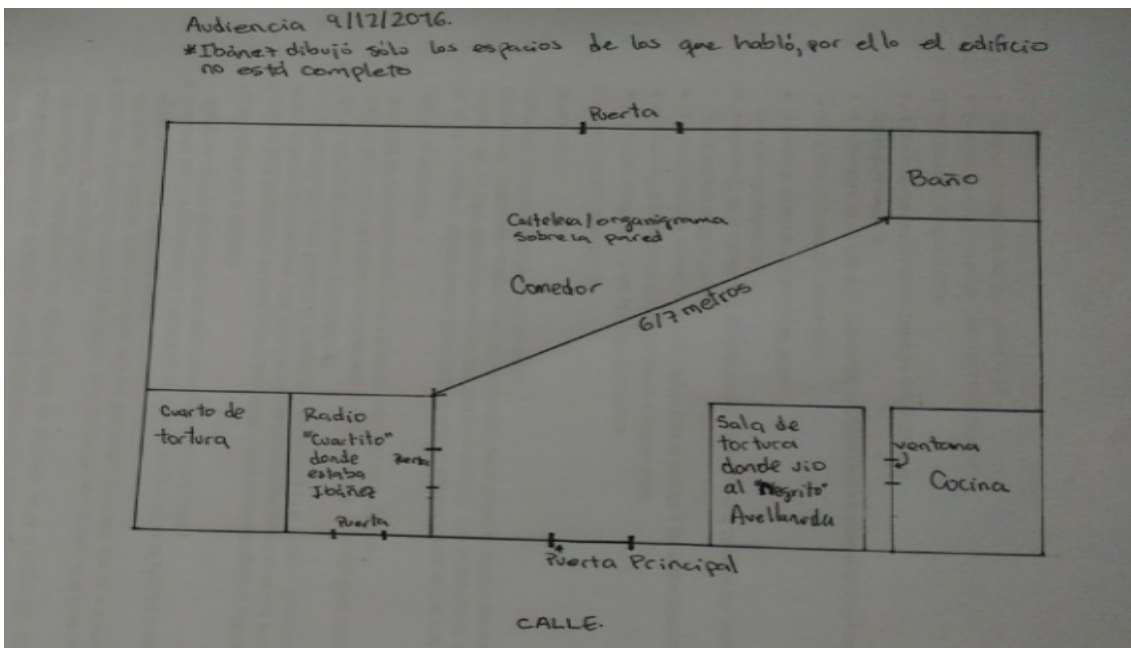 Audiencia 9/12/2016.
*Ibáñez dibujó sólo los espacios de los que habló, por ello el edificio
no está completo
Puerta
Baño
Cartelera/organigrama
sobre la pared
Comedor
6/7 metros
Cuarto de
tortura
Radio
"Cuartito"
donde
estaba
Ibáñez
Puerta
Puerta
Sala de
tortura
donde vio
al "Negrito"
Avellaneda
ventana
Cocina
Puerta Principal
CALLE.